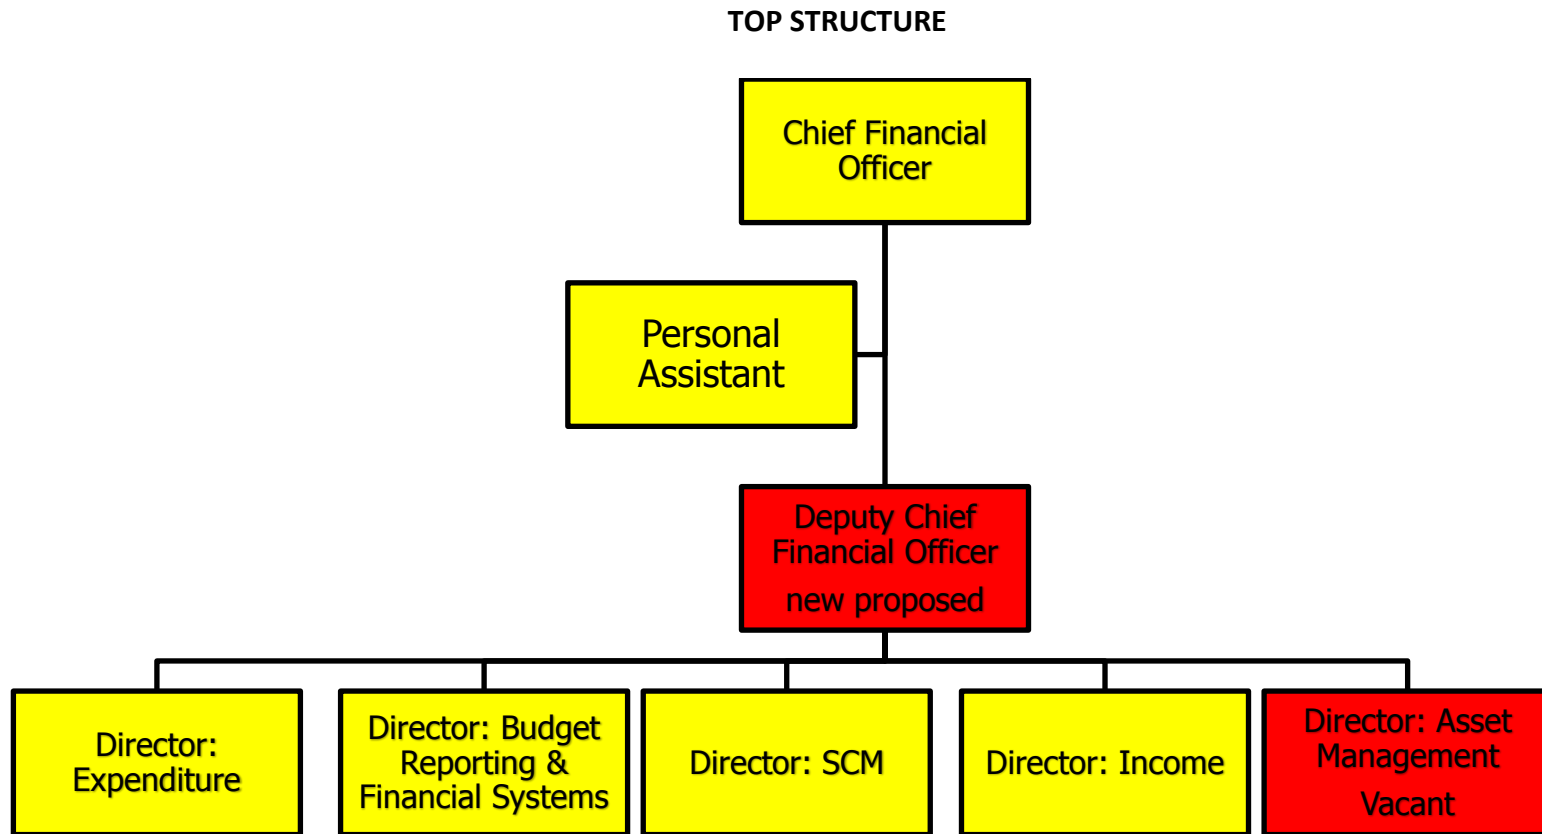 TOP STRUCTURE
Chief Financial
Officer
Personal
Assistant
Deputy Chief
Financial Officer
new proposed
Director:
Expenditure
Director: Budget
Reporting &
Financial Systems
Director: SCM
Director: Income
Director: Asset
Management
Vacant